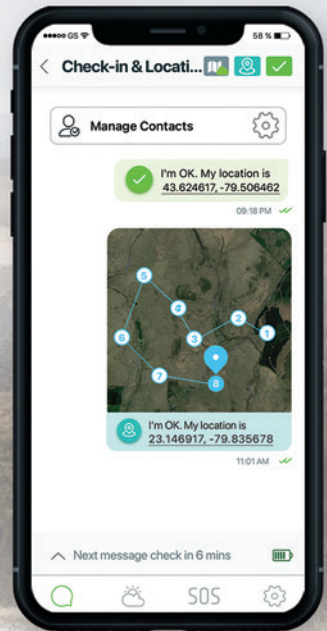 GS
58 %
Check-in & Locati...
Manage Contacts
I'm OK. My location is
43.624617, -79.506462
09:18 PM
5
4
2
3
1
6
7
8
I'm OK. My location is
23.146917, -79.835678
11:01 AM
Next message check in 6 mins
SOS